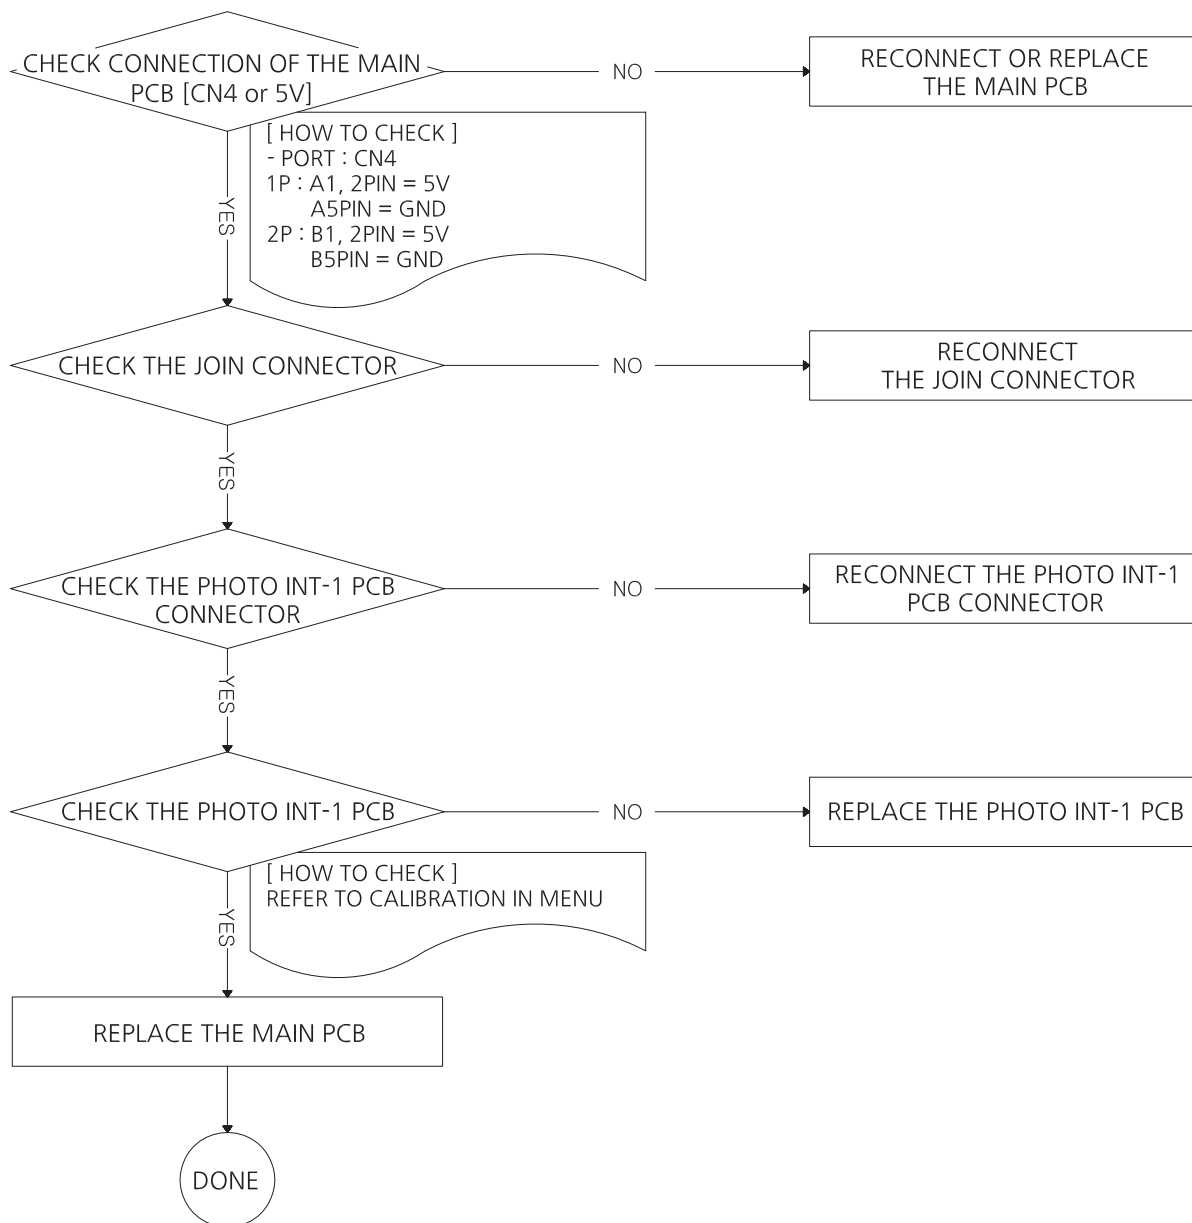 CHECK CONNECTION OF THE MAIN
PCB [CN4 or 5V]
NO
RECONNECT OR REPLACE
THE MAIN PCB
[ HOW TO CHECK ]
- PORT : CN4
1P : A1, 2PIN = 5V
A5PIN = GND
2P : B1, 2PIN = 5V
B5PIN = GND
YES
CHECK THE JOIN CONNECTOR
NO
RECONNECT
THE JOIN CONNECTOR
YES
CHECK THE PHOTO INT-1 PCB
CONNECTOR
NO
RECONNECT THE PHOTO INT-1
PCB CONNECTOR
YES
CHECK THE PHOTO INT-1 PCB
NO
REPLACE THE PHOTO INT-1 PCB
[ HOW TO CHECK ]
REFER TO CALIBRATION IN MENU
YES
REPLACE THE MAIN PCB
DONE